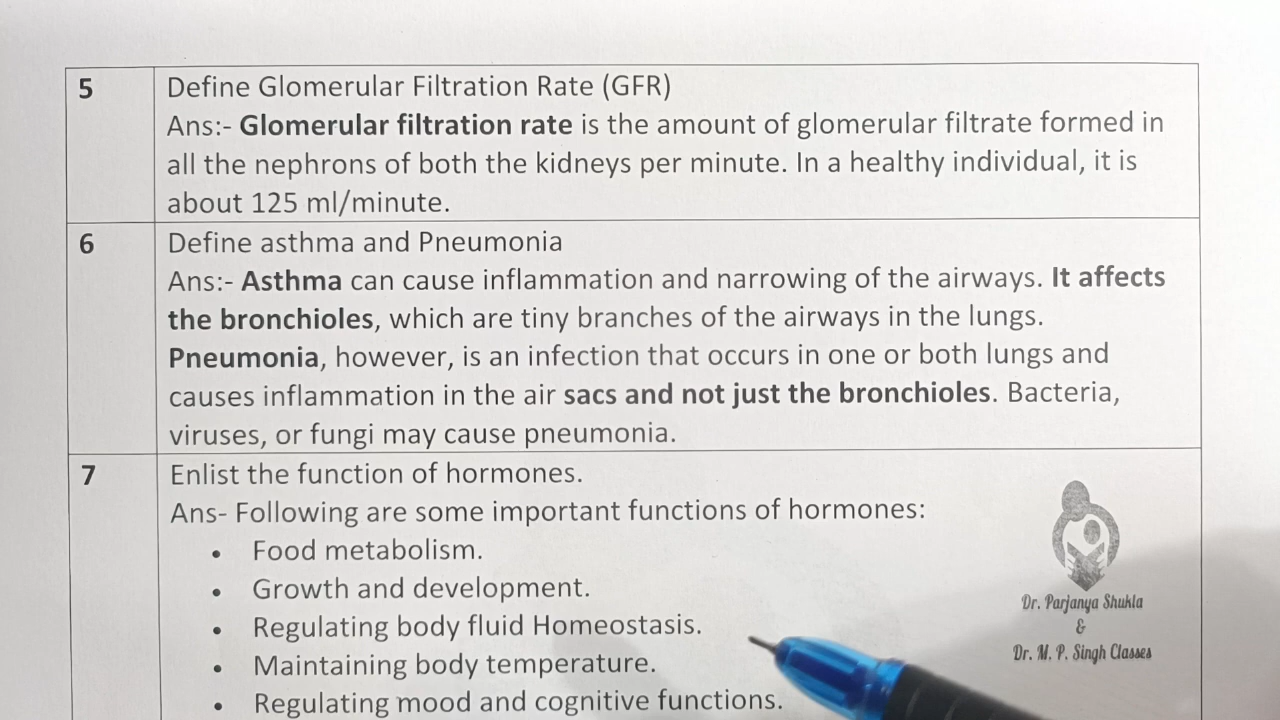 5 Define Glomerular Filtration Rate (GFR)
Ans:- Glomerular filtration rate is the amount of glomerular filtrate formed in
all the nephrons of both the kidneys per minute. In a healthy individual, it is
about 125 ml/minute.
6 Define asthma and Pneumonia
Ans:- Asthma can cause inflammation and narrowing of the airways. It affects
the bronchioles, which are tiny branches of the airways in the lungs.
Pneumonia, however, is an infection that occurs in one or both lungs and
causes inflammation in the air sacs and not just the bronchioles. Bacteria,
viruses, or fungi may cause pneumonia.
7 Enlist the function of hormones.
Ans- Following are some important functions of hormones:
• Food metabolism.
• Growth and development.
• Regulating body fluid Homeostasis.
• Maintaining body temperature.
• Regulating mood and cognitive functions.
Dr. Parjanya Shukla
&
Dr. M. P. Singh Classes